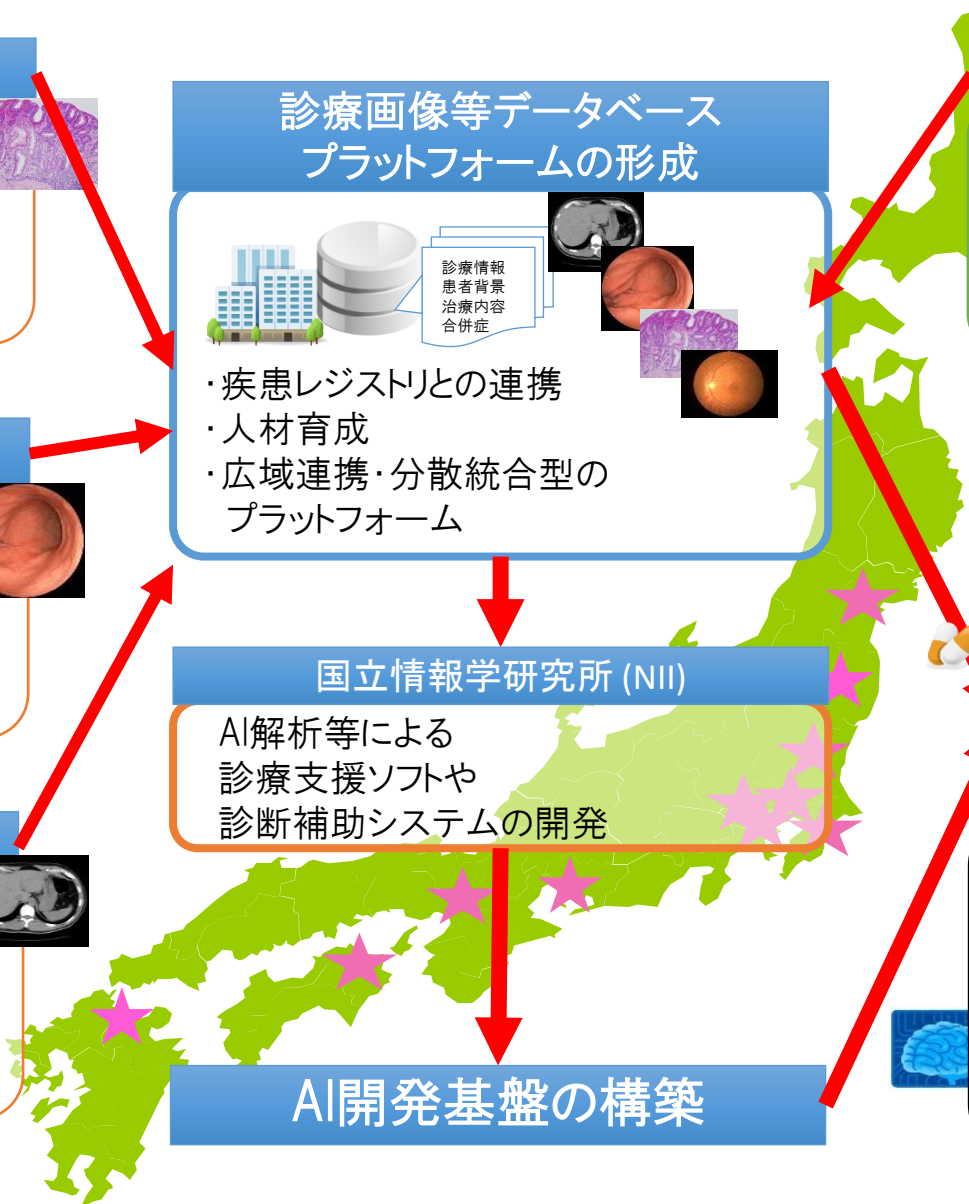 診療画像等データベース
プラットフォームの形成
診療情報
患者背景
治療内容
合併症
・疾患レジストリとの連携
・人材育成
・広域連携・分散統合型の
プラットフォーム
国立情報学研究所 (NII)
AI解析等による
診療支援ソフトや
診断補助システムの開発
AI開発基盤の構築